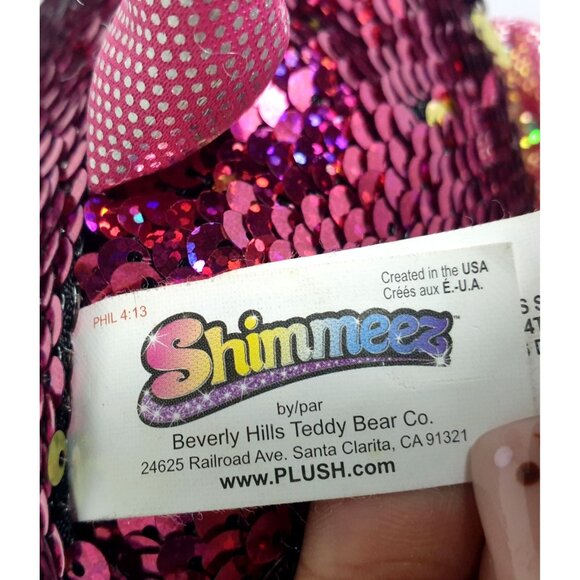 PHIL 4:13
Created in the USA
Créés aux É.-U.A.
Shimmeez™
by/par
Beverly Hills Teddy Bear Co.
24625 Railroad Ave. Santa Clarita, CA 91321
www.PLUSH.com